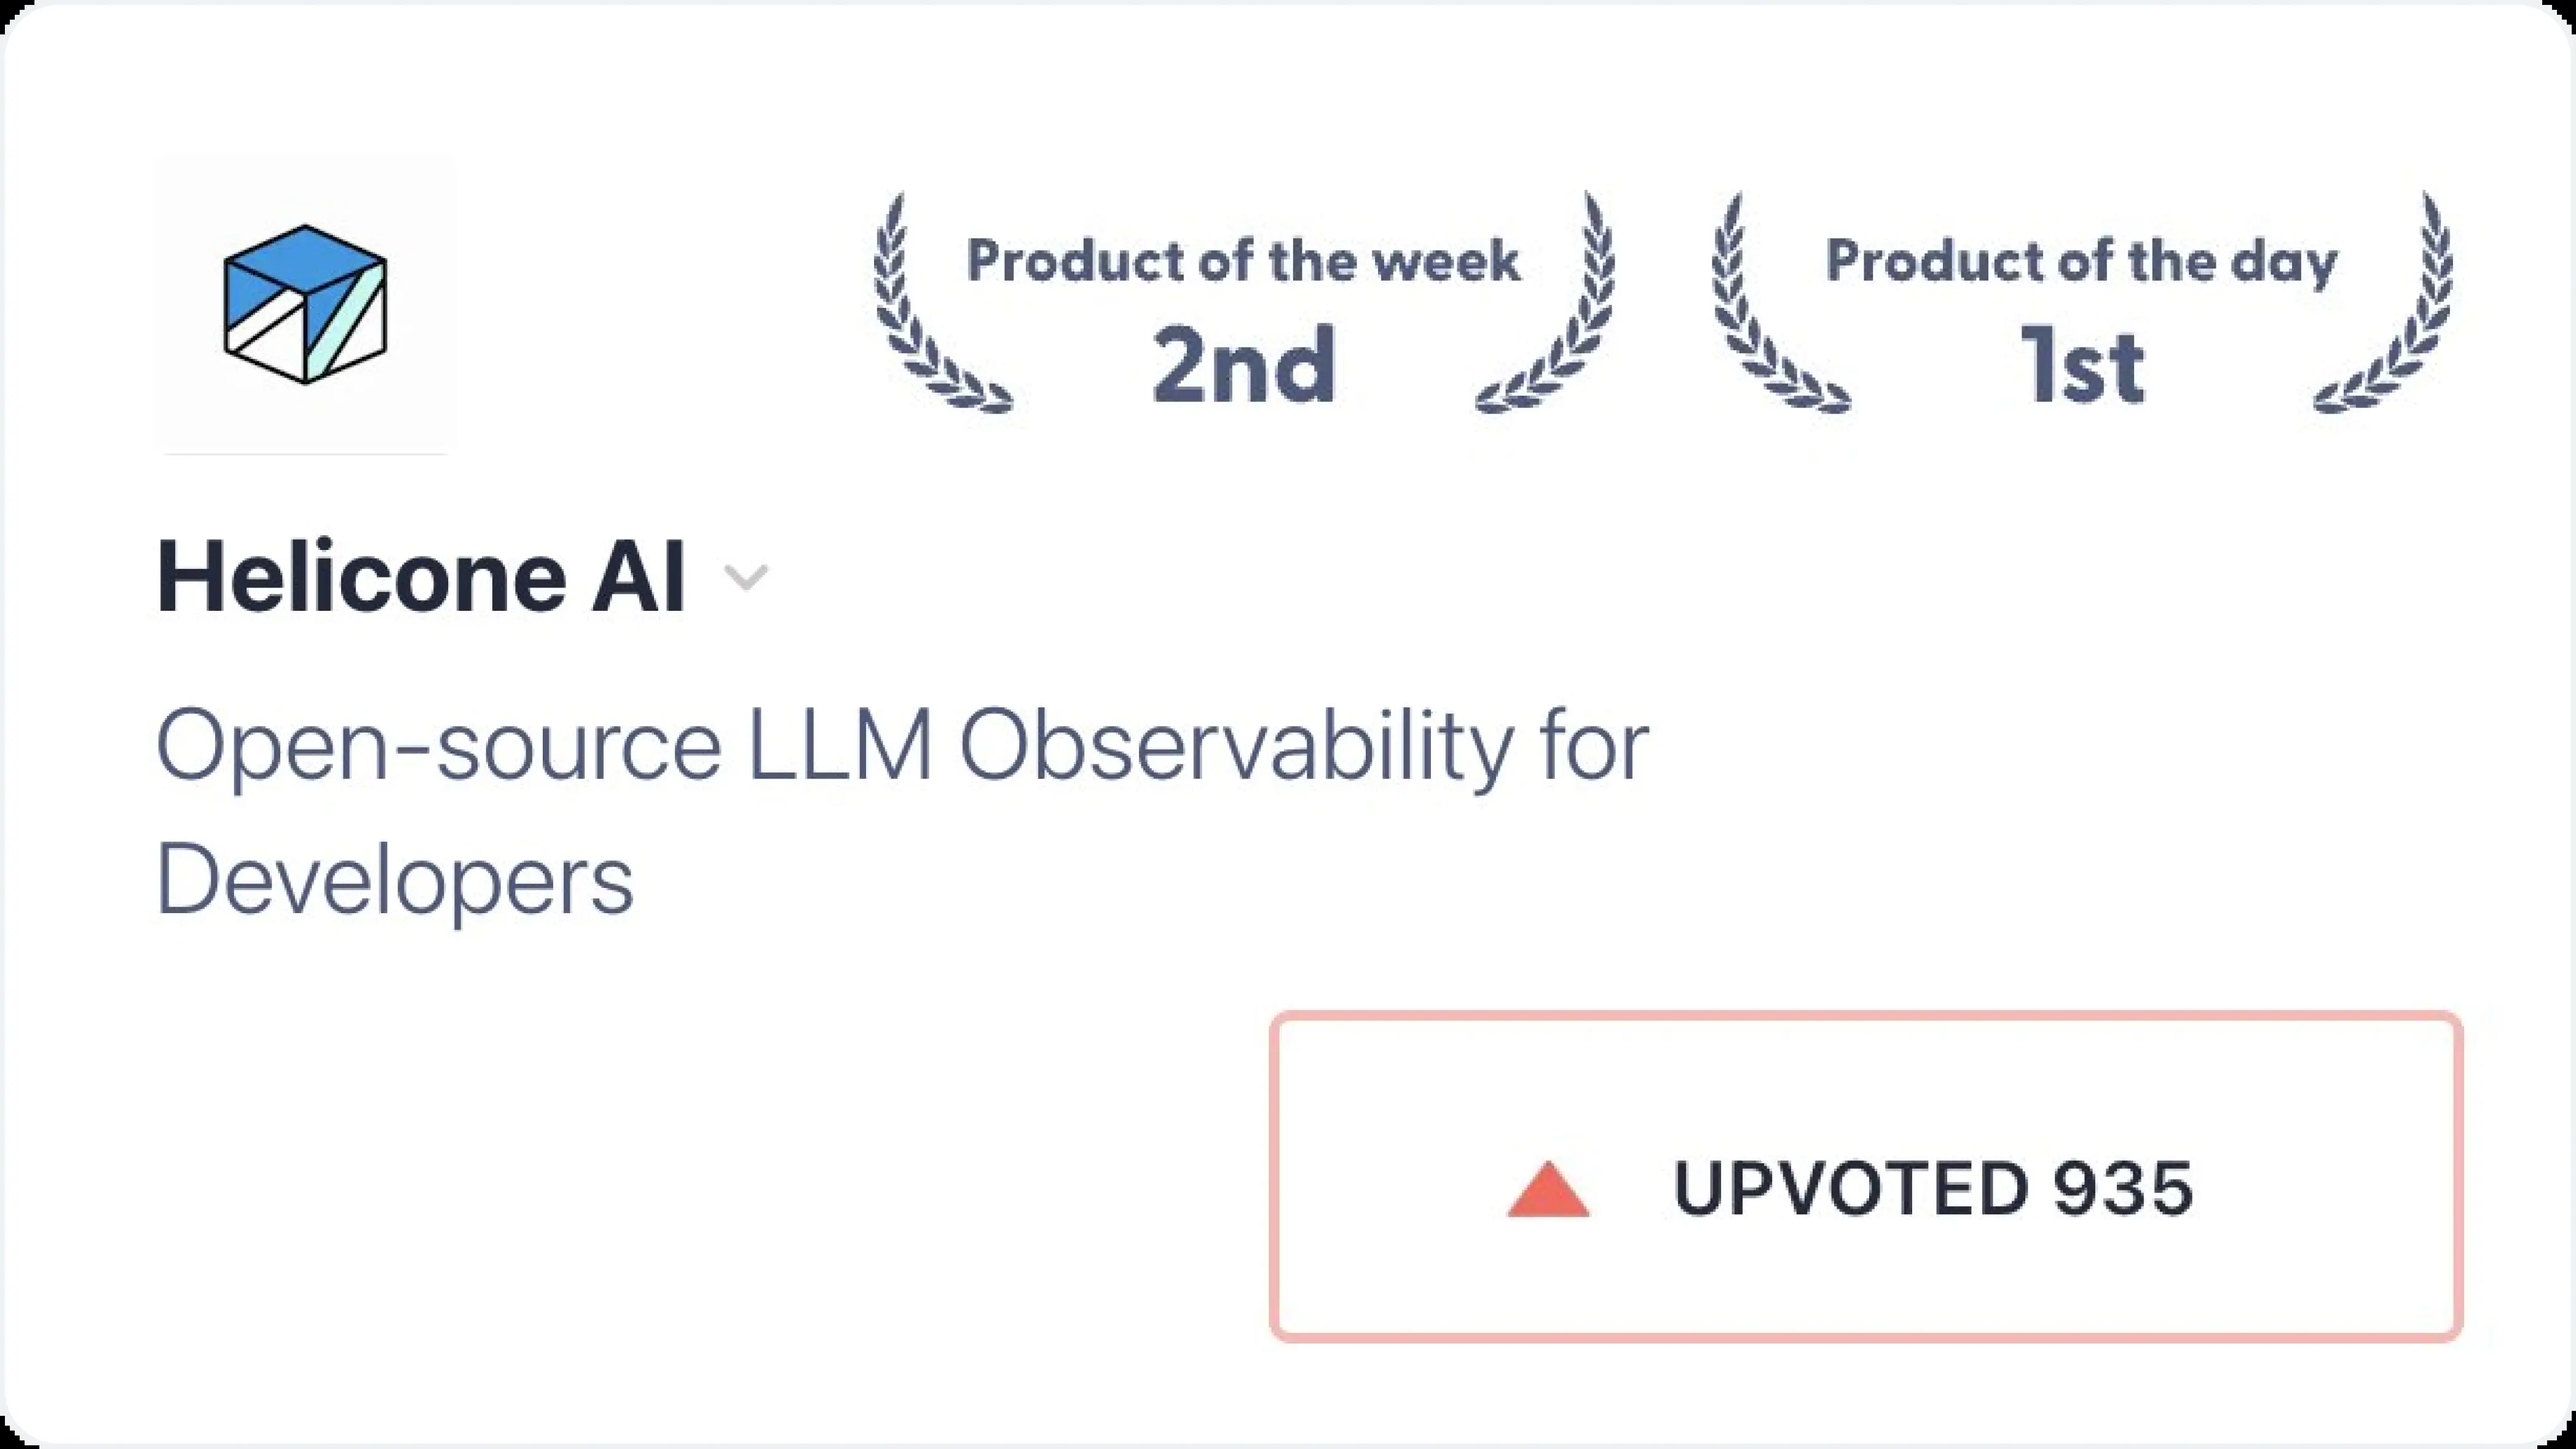 Product of the week
2nd
Product of the day
1st
Helicone AI
Open-source LLM Observability for
Developers
UPVOTED 935